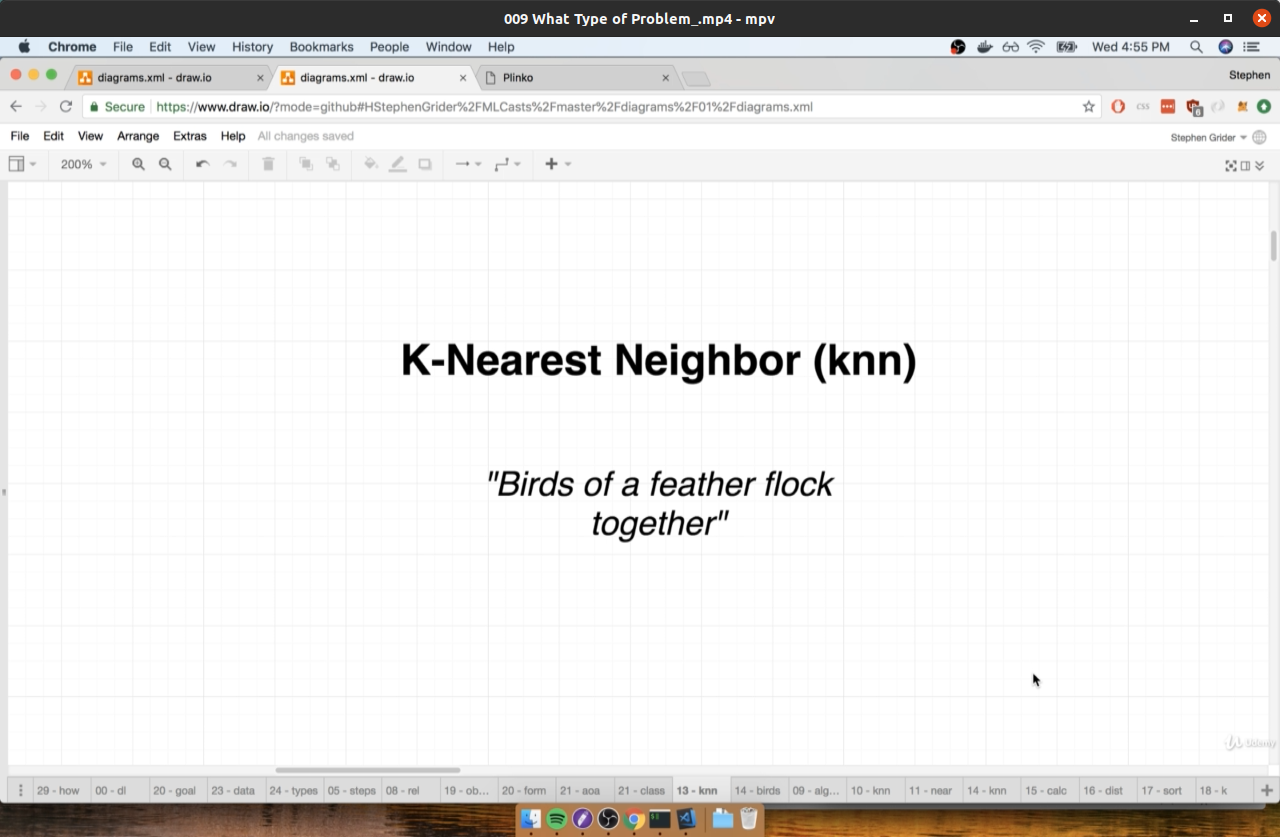 009 What Type of Problem_.mp4 - mpv
Chrome File Edit View History Bookmarks People Window Help Wed 4:55 PM
diagrams.xml - draw.io diagrams.xml - draw.io Plinko Stephen
Secure https://www.draw.io/?mode=github#HStephenGrider%2FMLCasts%2Fmaster%2Fdiagrams%2F01%2Fdiagrams.xml CSS
File Edit View Arrange Extras Help All changes saved Stephen Grider
200%
K-Nearest Neighbor (knn)
"Birds of a feather flock
together"
Udemy
29 - how 00 - dl 20 - goal 23 - data 24 - types 05 - steps 08 - rel 19 - ob... 20 - form 21 - aoa 21 - class 13 - knn 14 - birds 09 - alg... 10 - knn 11 - near 14 - knn 15 - calc 16 - dist 17 - sort 18 - k